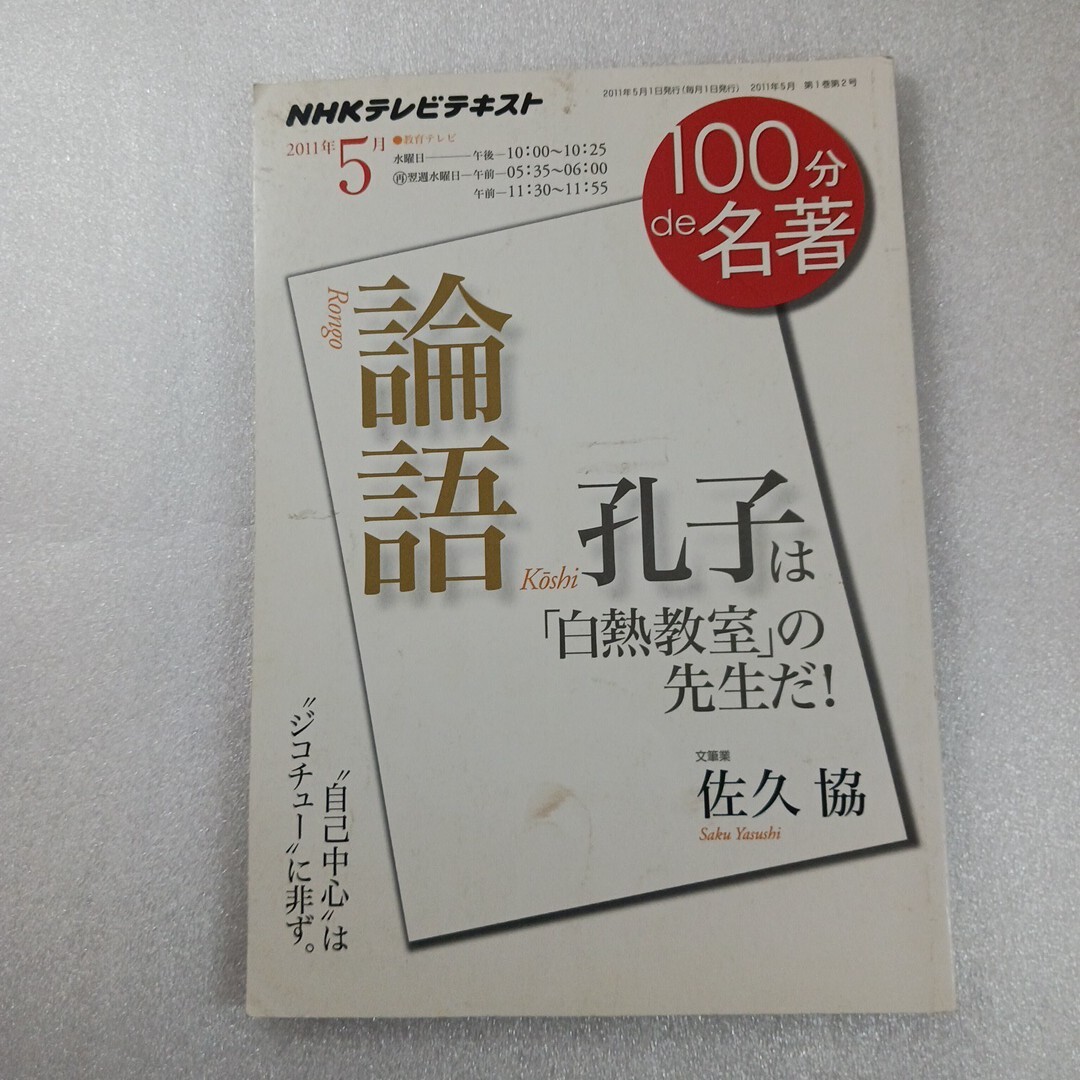 NHKテレビテキスト
2011年5月1日発行(毎月1日発行) 2011年5月 第1巻第2号
2011年5月
●教育テレビ
水曜日————午後—10:00〜10:25
㊢翌週水曜日—午前—05:35〜06:00
午前—11:30〜11:55
100分
de名著
論語
Rongo
孔子は
Kōshi
「白熱教室」の
先生だ!
文筆業
佐久 協
Saku Yasushi
〝自己中心〟は
〝ジコチュー〟に非ず。